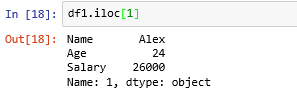 In [18]: df1.iloc[1]
Out[18]: Name       Alex
Age          24
Salary    26000
Name: 1, dtype: object